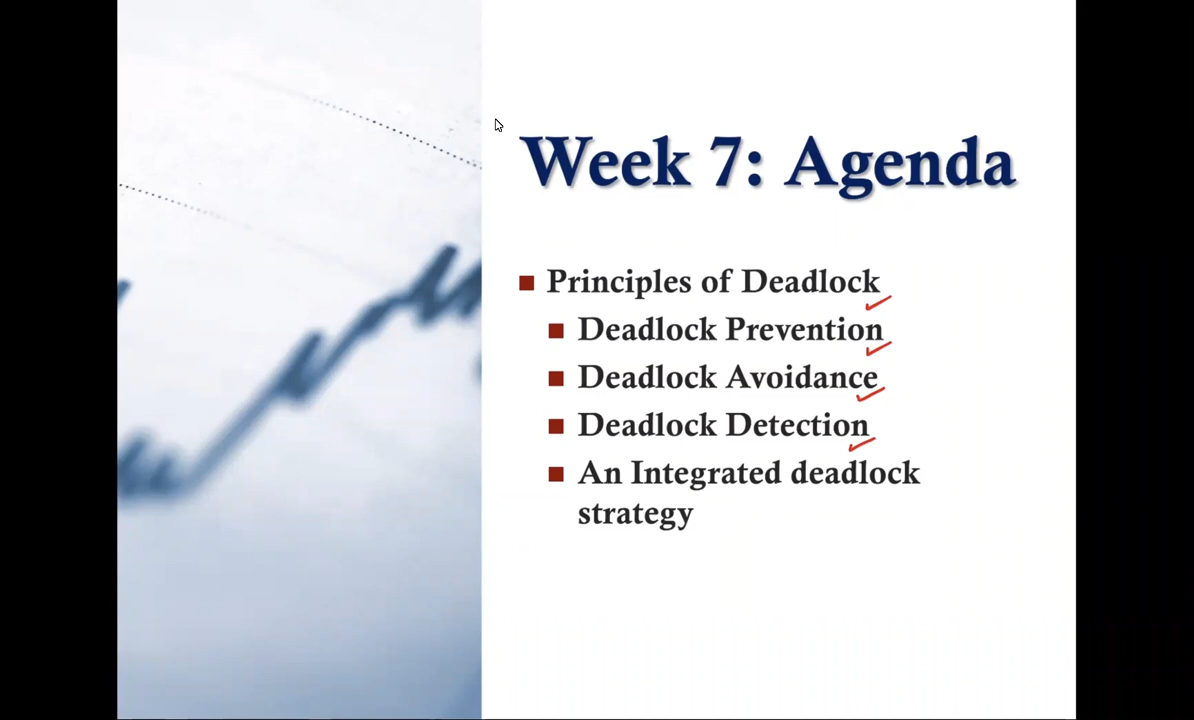 Week 7: Agenda
Principles of Deadlock
Deadlock Prevention
Deadlock Avoidance
Deadlock Detection
An Integrated deadlock
strategy